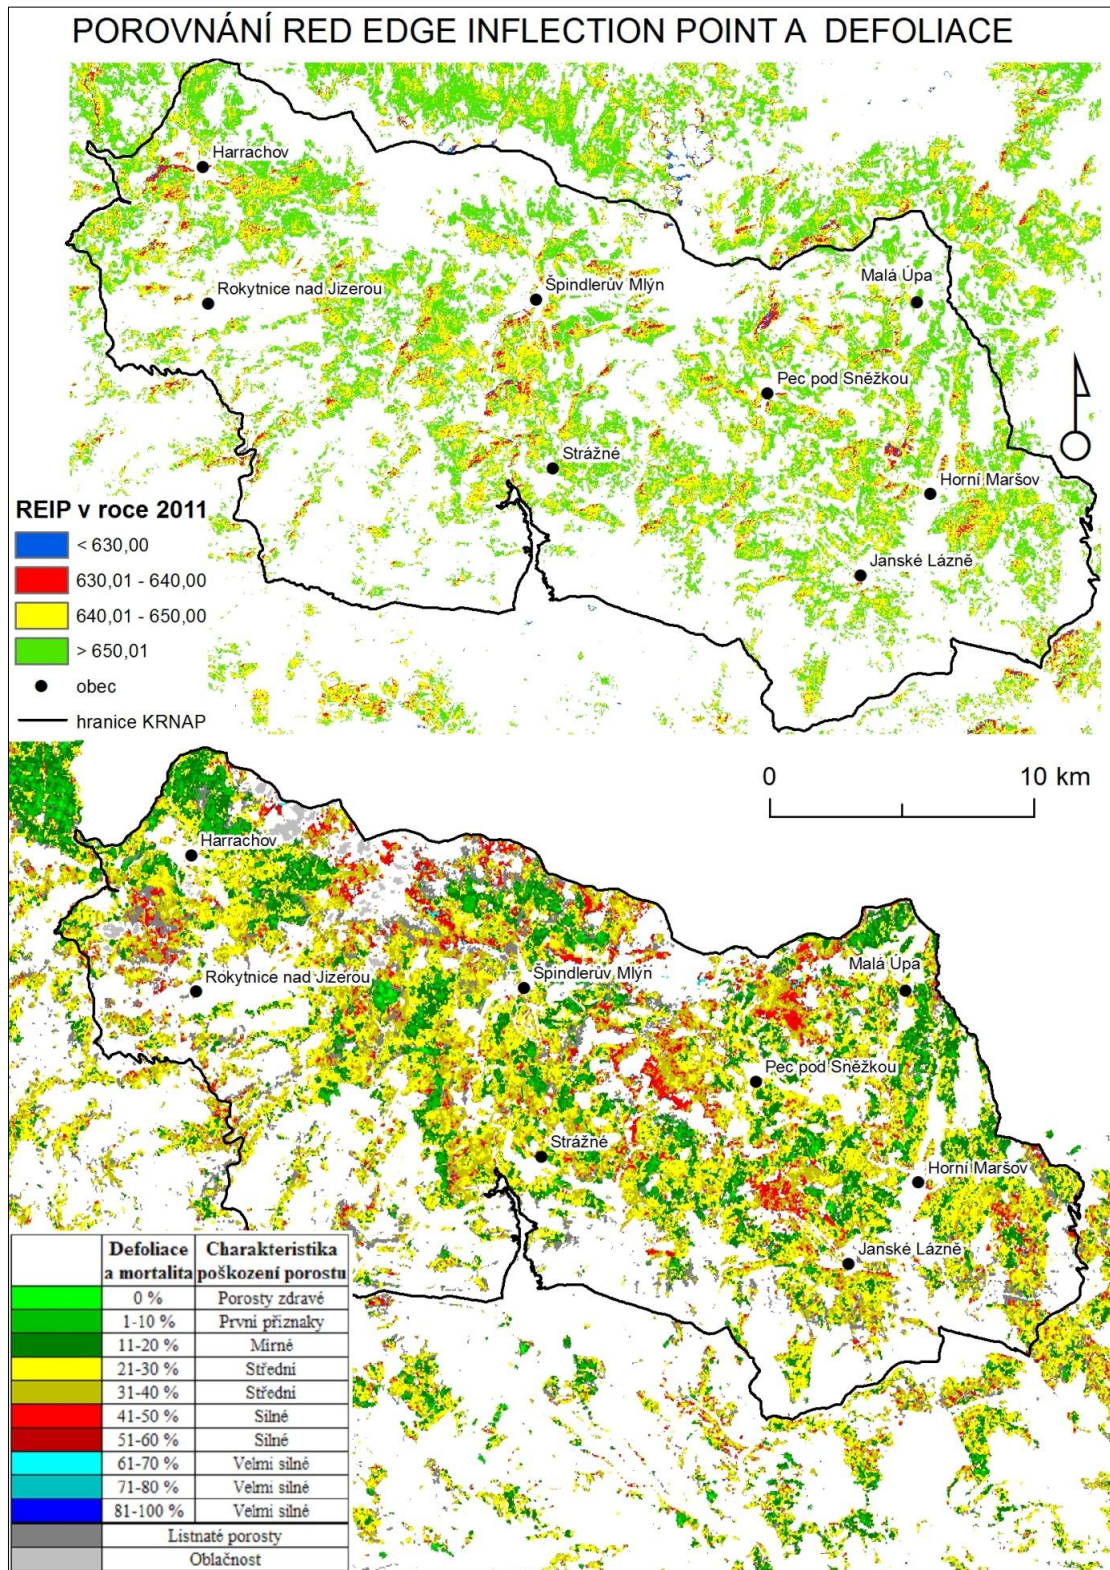 POROVNÁNÍ RED EDGE INFLECTION POINT A DEFOLIACE
Harrachov
Rokytnice nad Jizerou
Špindlerův Mlýn
Malá Úpa
Pec pod Sněžkou
Strážné
Horní Maršov
Janské Lázně
REIP v roce 2011
< 630,00
630,01 - 640,00
640,01 - 650,00
> 650,01
obec
hranice KRNAP
0 10 km
Harrachov
Rokytnice nad Jizerou
Špindlerův Mlýn
Malá Úpa
Pec pod Sněžkou
Strážné
Horní Maršov
Janské Lázně
Defoliace Charakteristika
a mortalita poškození porostu
0 % Porosty zdravé
1-10 % První příznaky
11-20 % Mírné
21-30 % Střední
31-40 % Střední
41-50 % Silné
51-60 % Silné
61-70 % Velmi silné
71-80 % Velmi silné
81-100 % Velmi silné
Listnaté porosty
Oblačnost